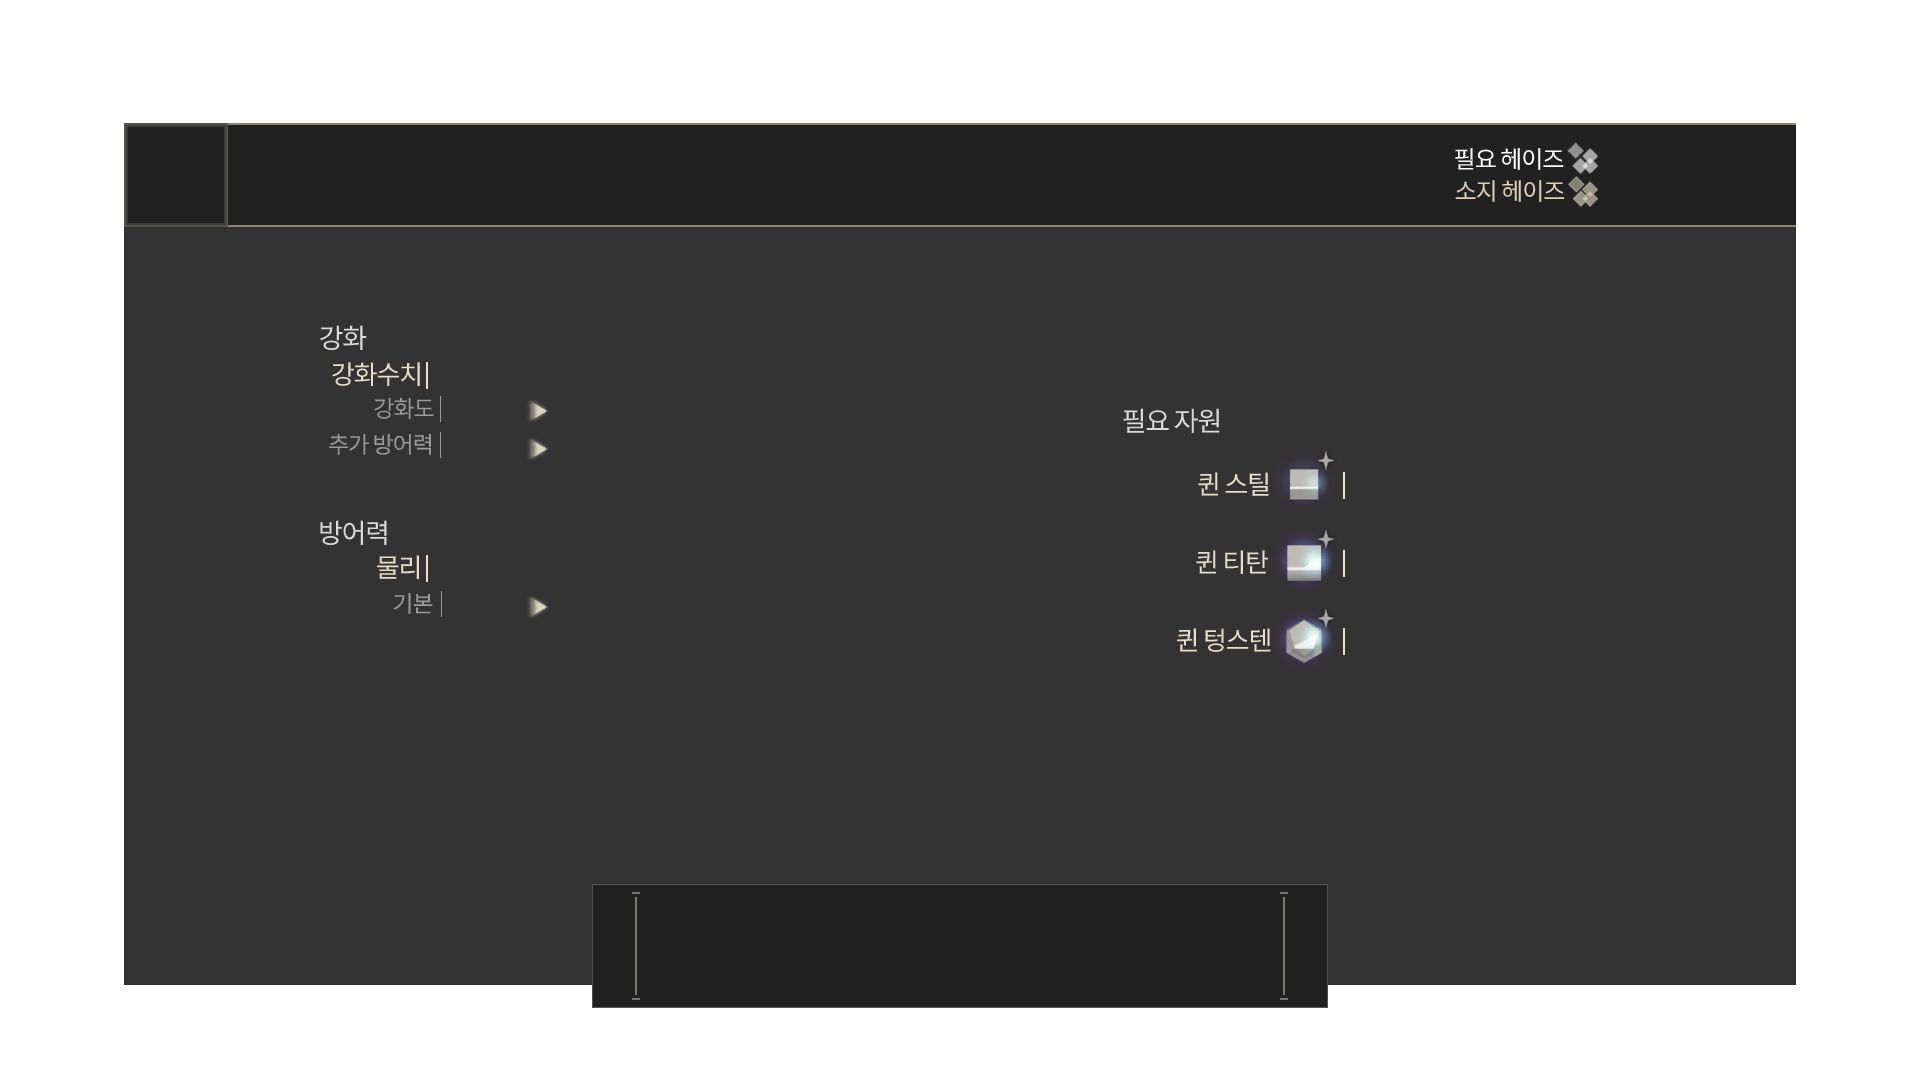 필요 헤이즈
소지 헤이즈
강화
강화수치
강화도
추가 방어력
방어력
물리
기본
필요 자원
퀸 스틸
퀸 티탄
퀸 텅스텐